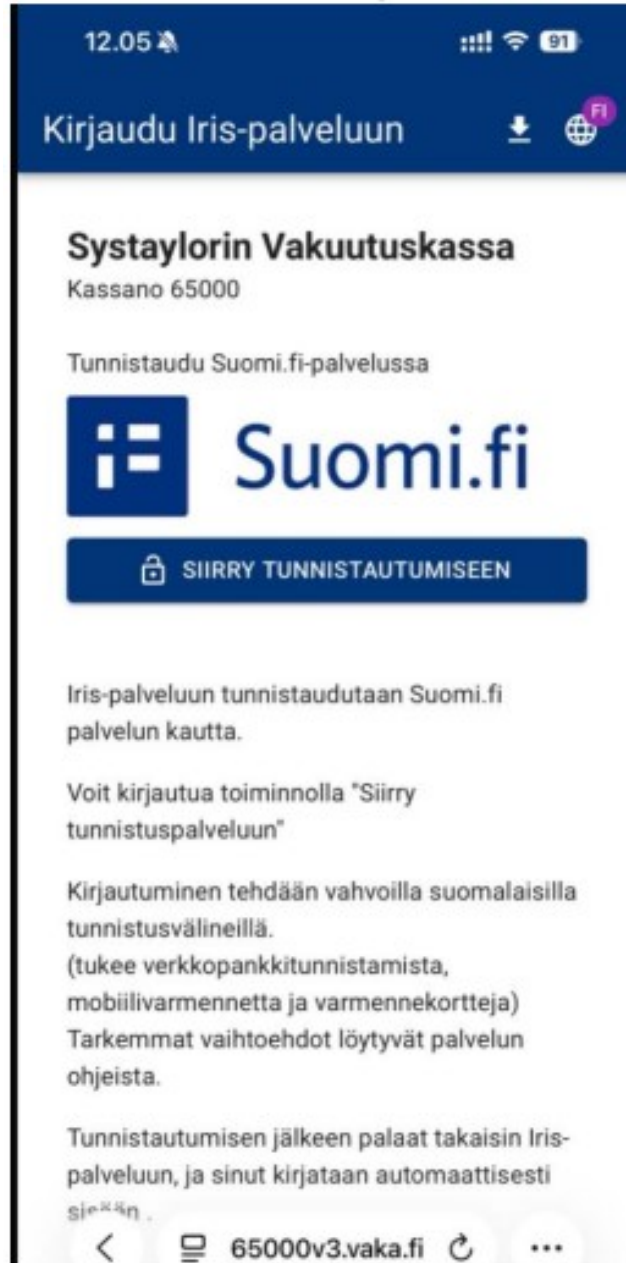 12.05
91
Kirjaudu Iris-palveluun
FI
Systaylorin Vakuutuskassa
Kassano 65000
Tunnistaudu Suomi.fi-palvelussa
Suomi.fi
SIIRRY TUNNISTAUTUMISEEN
Iris-palveluun tunnistaudutaan Suomi.fi
palvelun kautta.
Voit kirjautua toiminnolla "Siirry
tunnistuspalveluun"
Kirjautuminen tehdään vahvoilla suomalaisilla
tunnistusvälineillä.
(tukee verkkopankkitunnistamista,
mobiilivarmennetta ja varmennekortteja)
Tarkemmat vaihtoehdot löytyvät palvelun
ohjeista.
Tunnistautumisen jälkeen palaat takaisin Iris-
palveluun, ja sinut kirjataan automaattisesti
sisään .
65000v3.vaka.fi